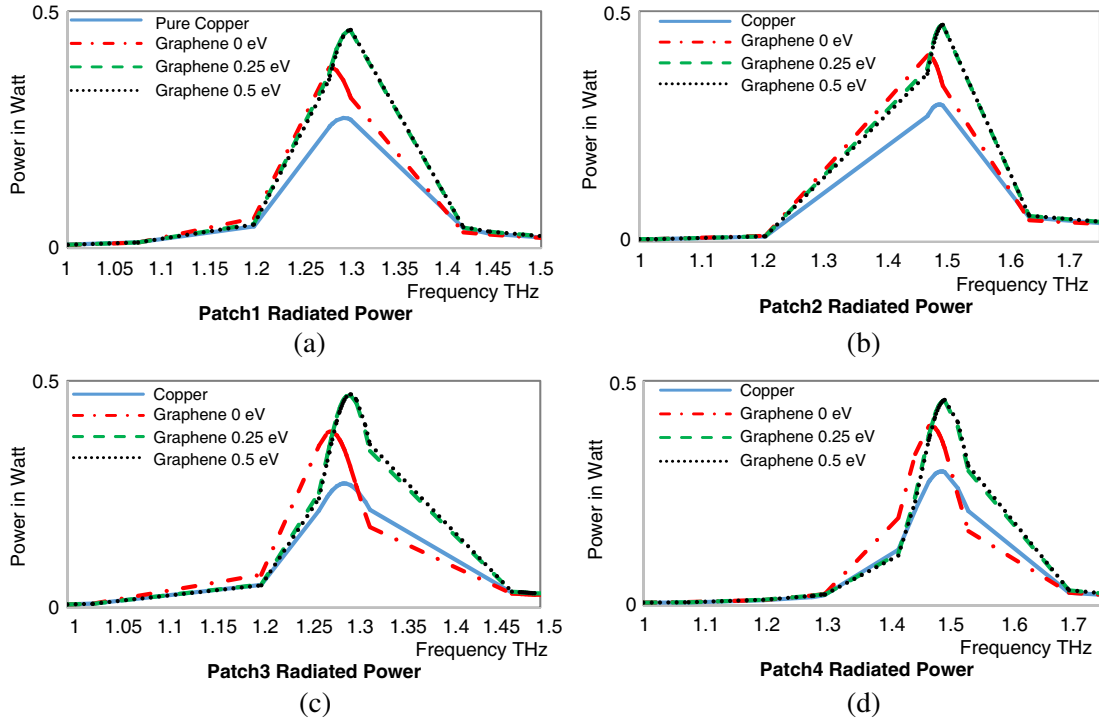 0.5
Pure Copper
Graphene 0 eV
Graphene 0.25 eV
Graphene 0.5 eV
Power in Watt
0
1 1.05 1.1 1.15 1.2 1.25 1.3 1.35 1.4 1.45 1.5
Frequency THz
Patch1 Radiated Power
(a)
0.5
Copper
Graphene 0 eV
Graphene 0.25 eV
Graphene 0.5 eV
Power in Watt
0
1 1.1 1.2 1.3 1.4 1.5 1.6 1.7
Frequency THz
Patch2 Radiated Power
(b)
0.5
Copper
Graphene 0 eV
Graphene 0.25 eV
Graphene 0.5 eV
Power in Watt
0
1 1.05 1.1 1.15 1.2 1.25 1.3 1.35 1.4 1.45 1.5
Frequency THz
Patch3 Radiated Power
(c)
0.5
Copper
Graphene 0 eV
Graphene 0.25 eV
Graphene 0.5 eV
Power in Watt
0
1 1.1 1.2 1.3 1.4 1.5 1.6 1.7
Frequency THz
Patch4 Radiated Power
(d)